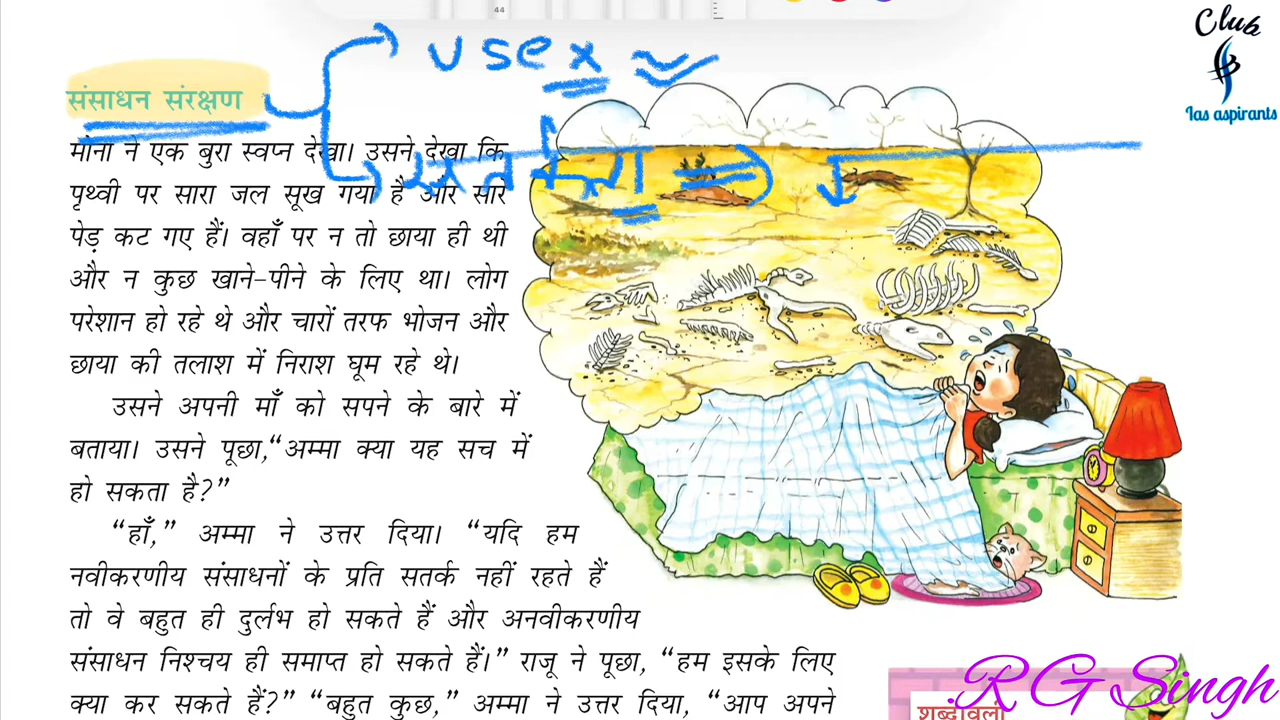 44
Club
Ias aspirants
use x
संसाधन संरक्षण
मोना ने एक बुरा स्वप्न देखा। उसने देखा कि
पृथ्वी पर सारा जल सूख गया है और सारे
पेड़ कट गए हैं। वहाँ पर न तो छाया ही थी
और न कुछ खाने-पीने के लिए था। लोग
परेशान हो रहे थे और चारों तरफ भोजन और
छाया की तलाश में निराश घूम रहे थे।
उसने अपनी माँ को सपने के बारे में
बताया। उसने पूछा,“अम्मा क्या यह सच में
हो सकता है?”
“हाँ,” अम्मा ने उत्तर दिया। “यदि हम
नवीकरणीय संसाधनों के प्रति सतर्क नहीं रहते हैं
तो वे बहुत ही दुर्लभ हो सकते हैं और अनवीकरणीय
संसाधन निश्चय ही समाप्त हो सकते हैं।” राजू ने पूछा, “हम इसके लिए
क्या कर सकते हैं?” “बहुत कुछ,” अम्मा ने उत्तर दिया, “आप अपने
शब्दावली
RG Singh